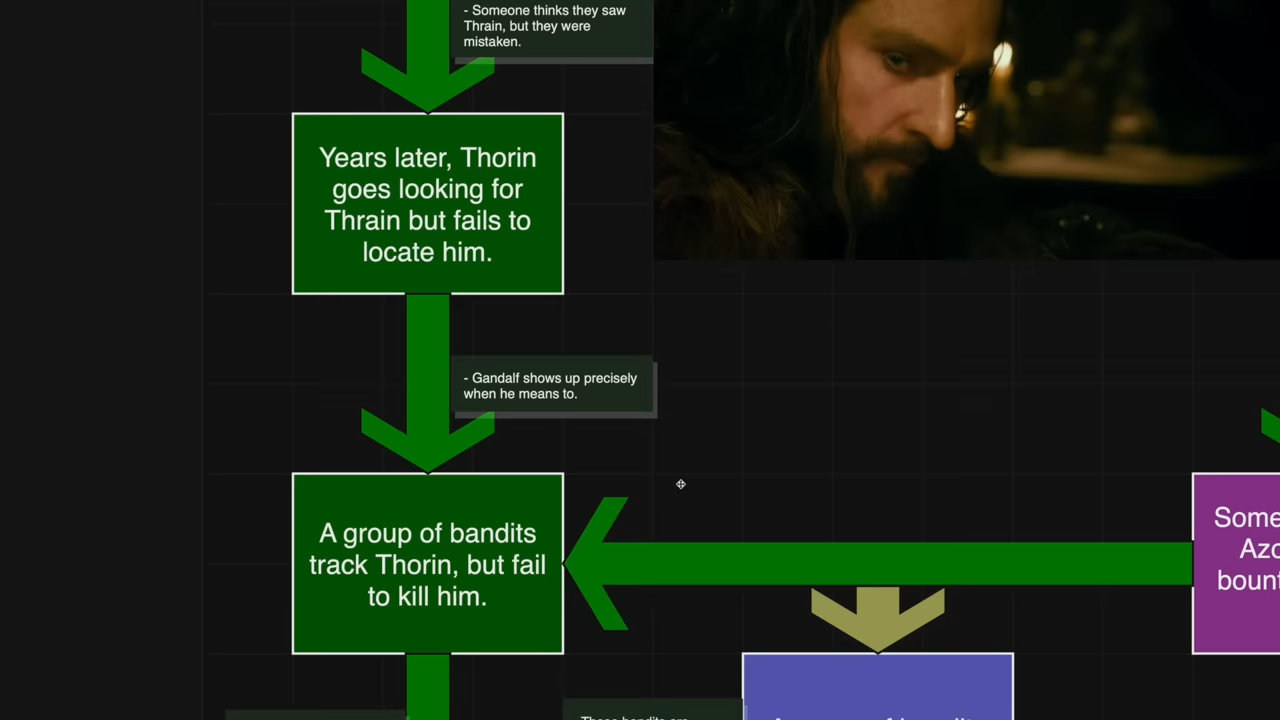 - Someone thinks they saw
Thrain, but they were
mistaken.
Years later, Thorin
goes looking for
Thrain but fails to
locate him.
- Gandalf shows up precisely
when he means to.
A group of bandits
track Thorin, but fail
to kill him.
Some
Azo
bount